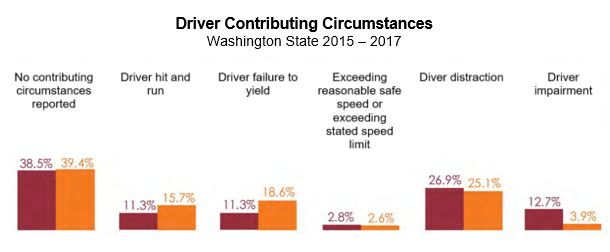 Driver Contributing Circumstances
Washington State 2015 – 2017
No contributing
circumstances
reported
Driver hit and
run
Driver failure to
yield
Exceeding
reasonable safe
speed or
exceeding
stated speed
limit
Diver distraction
Driver
impairment
38.5% 39.4%
11.3% 15.7%
11.3% 18.6%
2.8% 2.6%
26.9% 25.1%
12.7% 3.9%